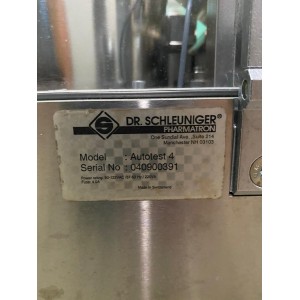 S
DR. SCHLEUNIGER®
PHARMATRON
One Sundial Ave., Suite 214
Manchester NH 03103
Model : Autotest 4
Serial No : 040900391
Made in Switzerland